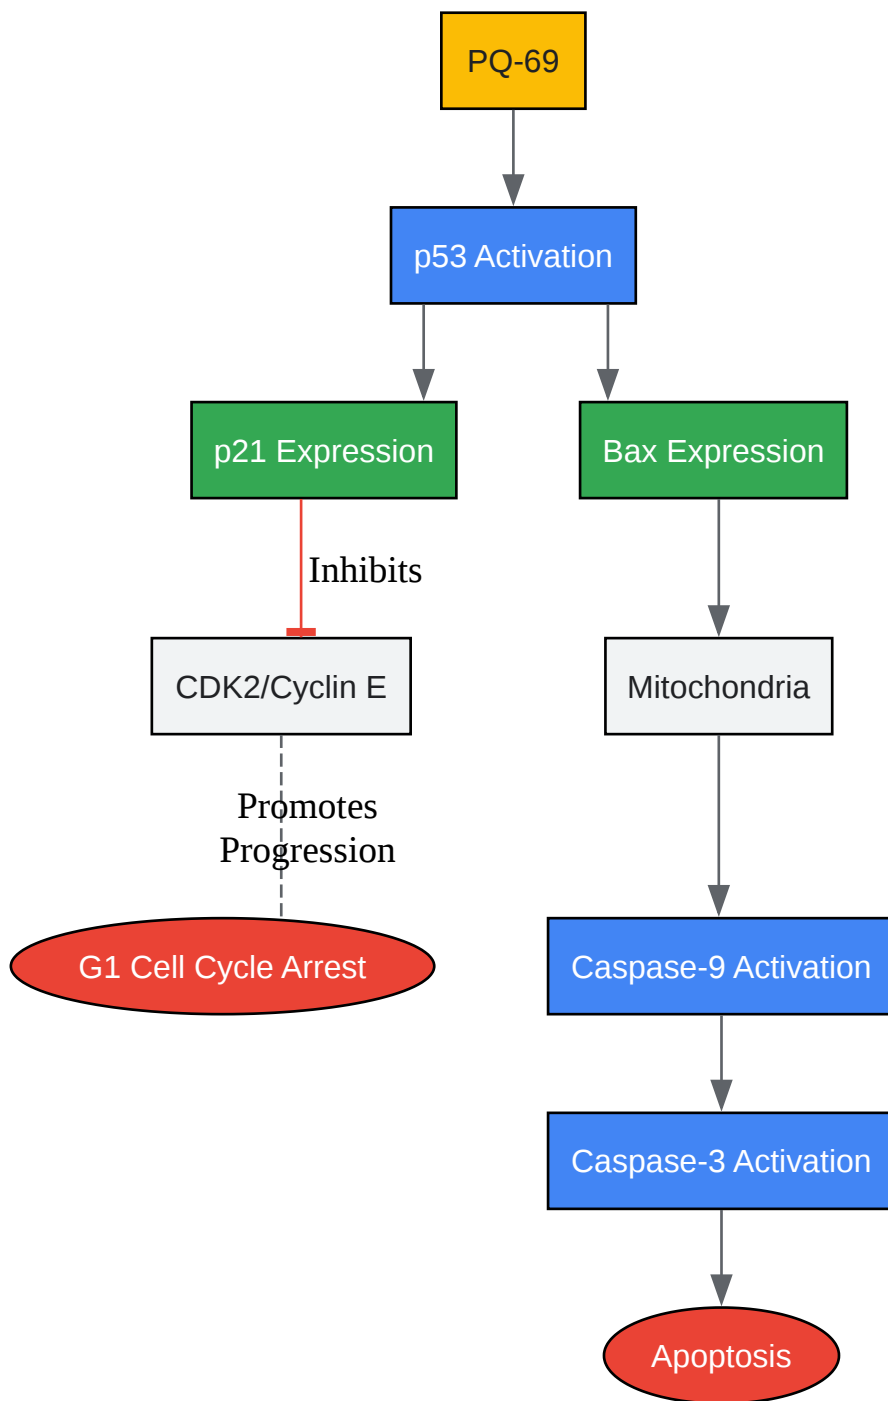 PQ-69
p53 Activation
p21 Expression
Bax Expression
Inhibits
CDK2/Cyclin E
Mitochondria
Promotes
Progression
G1 Cell Cycle Arrest
Caspase-9 Activation
Caspase-3 Activation
Apoptosis